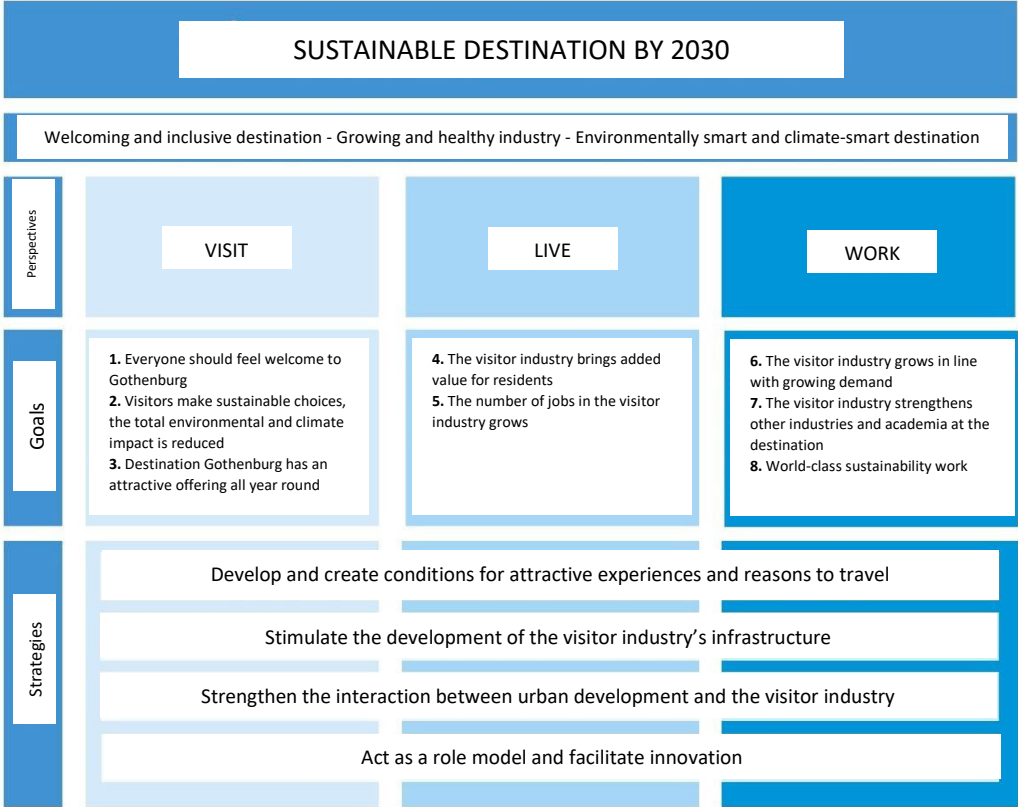 SUSTAINABLE DESTINATION BY 2030
Welcoming and inclusive destination - Growing and healthy industry - Environmentally smart and climate-smart destination
Perspectives
VISIT
LIVE
WORK
Goals
1. Everyone should feel welcome to
Gothenburg
2. Visitors make sustainable choices,
the total environmental and climate
impact is reduced
3. Destination Gothenburg has an
attractive offering all year round
4. The visitor industry brings added
value for residents
5. The number of jobs in the visitor
industry grows
6. The visitor industry grows in line
with growing demand
7. The visitor industry strengthens
other industries and academia at the
destination
8. World-class sustainability work
Strategies
Develop and create conditions for attractive experiences and reasons to travel
Stimulate the development of the visitor industry’s infrastructure
Strengthen the interaction between urban development and the visitor industry
Act as a role model and facilitate innovation